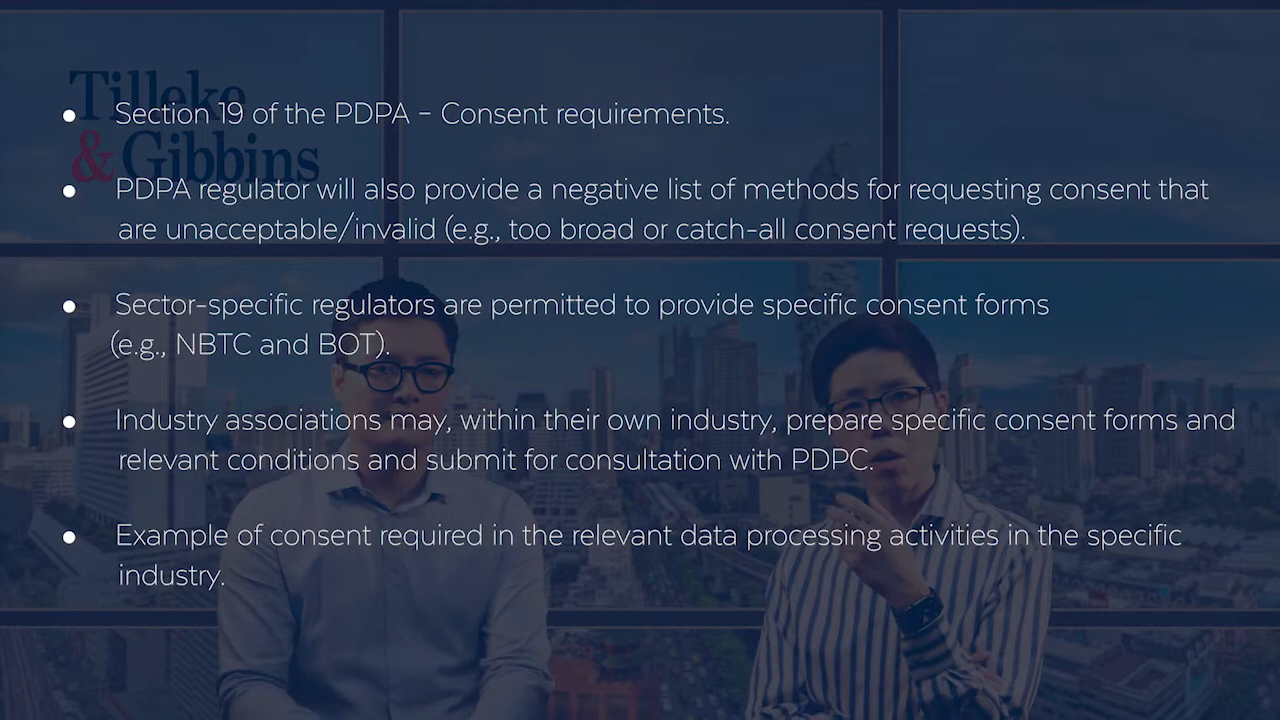 Tilleke
& Gibbins
● Section 19 of the PDPA – Consent requirements.
● PDPA regulator will also provide a negative list of methods for requesting consent that
are unacceptable/invalid (e.g., too broad or catch-all consent requests).
● Sector-specific regulators are permitted to provide specific consent forms
(e.g., NBTC and BOT).
● Industry associations may, within their own industry, prepare specific consent forms and
relevant conditions and submit for consultation with PDPC.
● Example of consent required in the relevant data processing activities in the specific
industry.